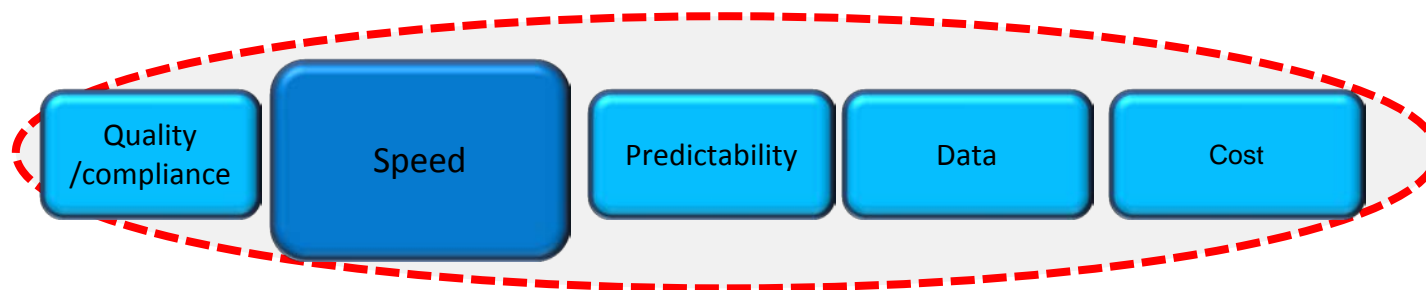 Quality
/compliance
Speed
Predictability
Data
Cost